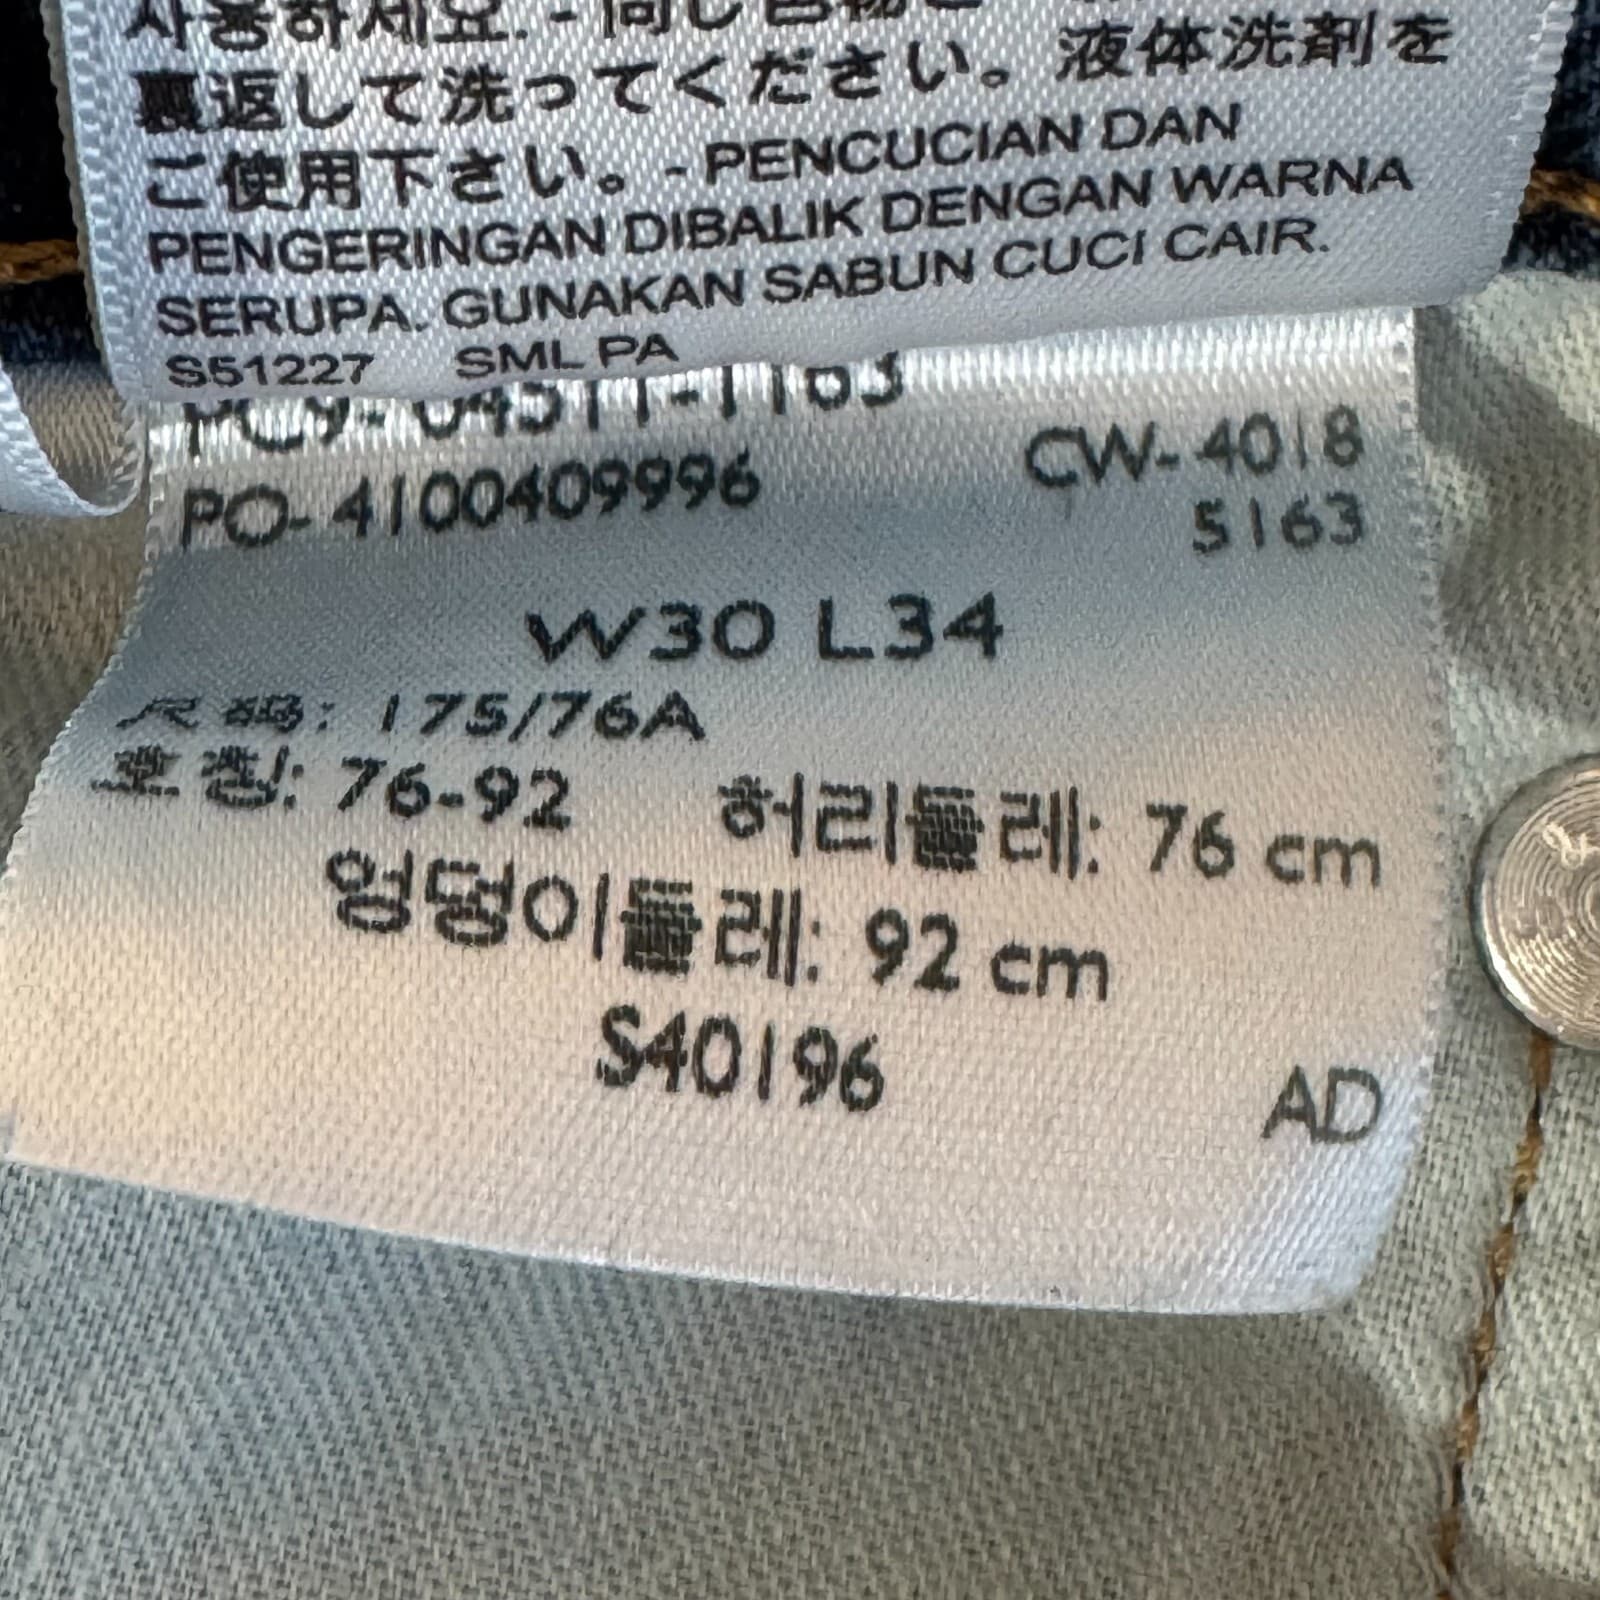 사용하세요. - 同じ色物と
裏返して洗ってください。液体洗剤を
ご使用下さい。- PENCUCIAN DAN
PENGERINGAN DIBALIK DENGAN WARNA
SERUPA. GUNAKAN SABUN CUCI CAIR.
S51227 SML PA
PC9-04511-1163
PO-4100409996 CW-4018
5163
W30 L34
尺码: 175/76A
호칭: 76-92 허리둘레: 76 cm
엉덩이둘레: 92 cm
S40196
AD